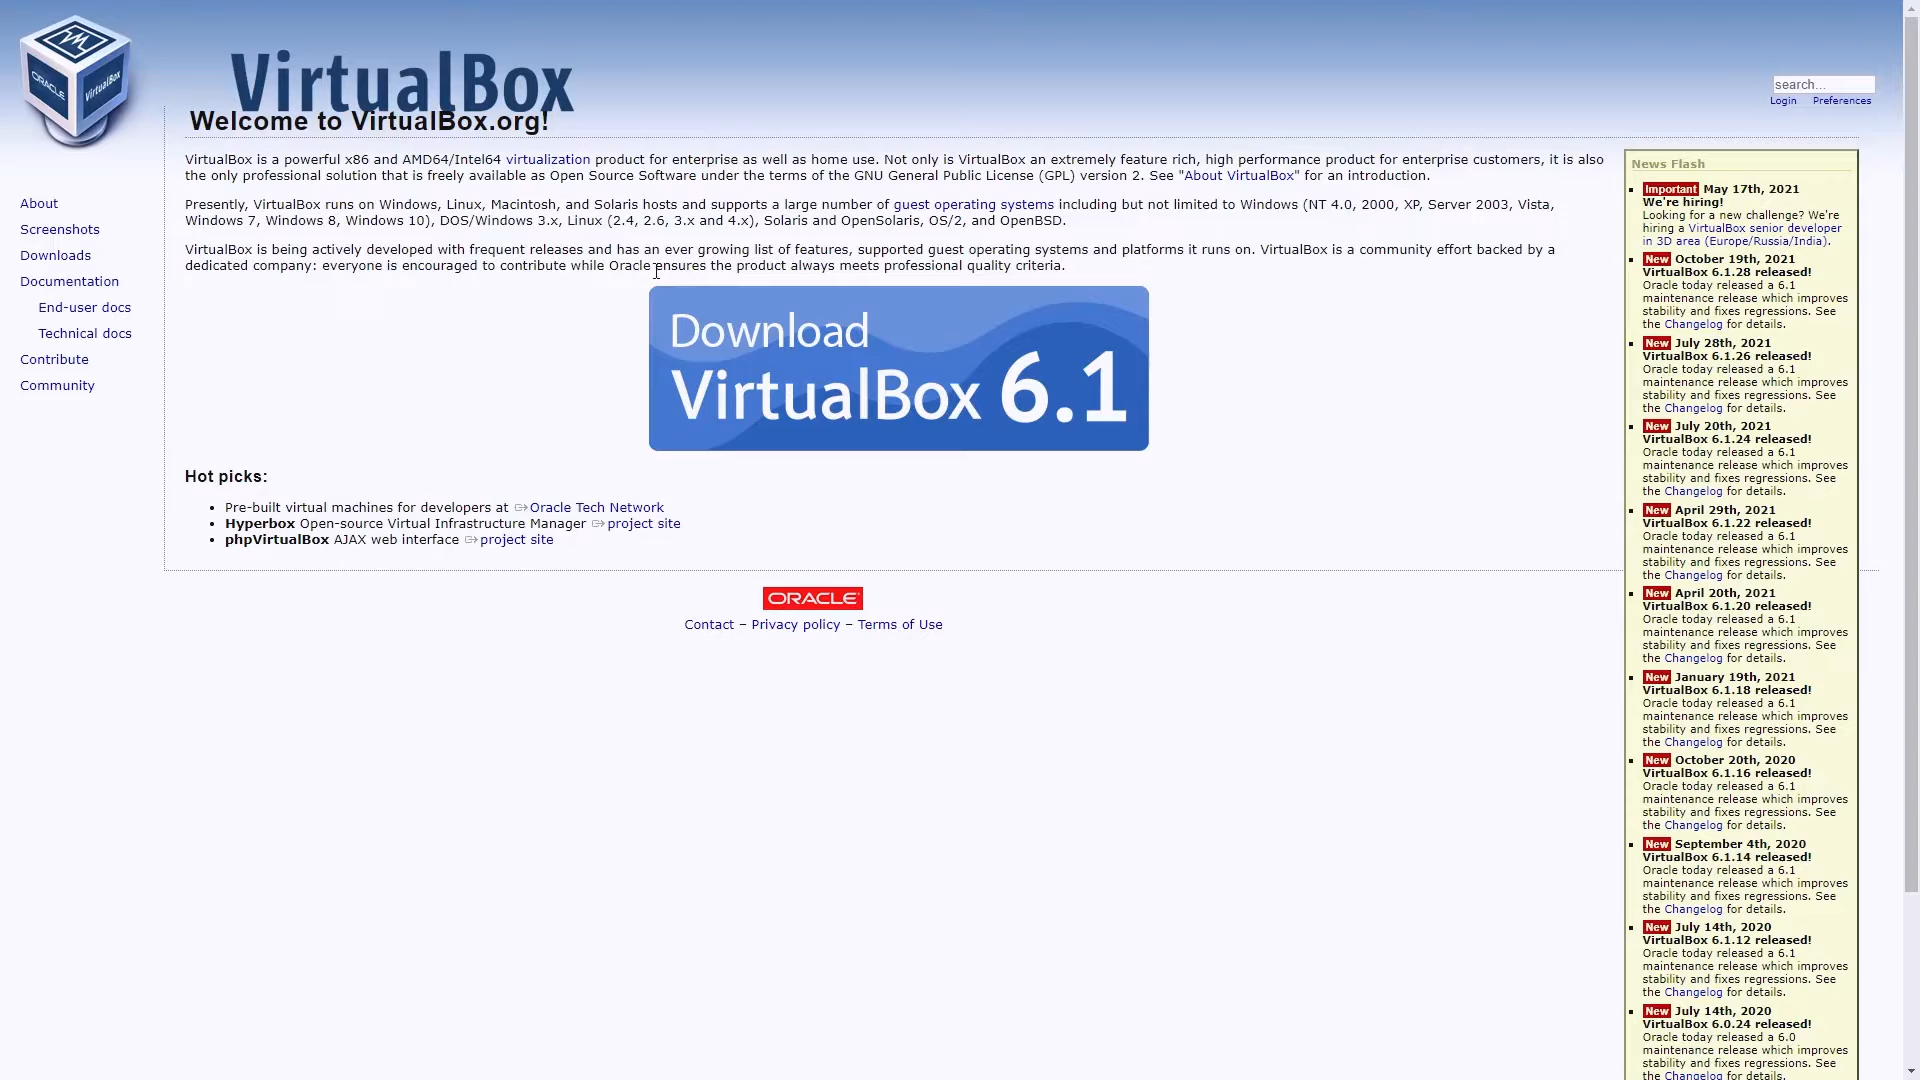 ORACLE
VirtualBox
VirtualBox
search...
Login Preferences
Welcome to VirtualBox.org!
VirtualBox is a powerful x86 and AMD64/Intel64 virtualization product for enterprise as well as home use. Not only is VirtualBox an extremely feature rich, high performance product for enterprise customers, it is also
the only professional solution that is freely available as Open Source Software under the terms of the GNU General Public License (GPL) version 2. See "About VirtualBox" for an introduction.
Presently, VirtualBox runs on Windows, Linux, Macintosh, and Solaris hosts and supports a large number of guest operating systems including but not limited to Windows (NT 4.0, 2000, XP, Server 2003, Vista,
Windows 7, Windows 8, Windows 10), DOS/Windows 3.x, Linux (2.4, 2.6, 3.x and 4.x), Solaris and OpenSolaris, OS/2, and OpenBSD.
VirtualBox is being actively developed with frequent releases and has an ever growing list of features, supported guest operating systems and platforms it runs on. VirtualBox is a community effort backed by a
dedicated company: everyone is encouraged to contribute while Oracle ensures the product always meets professional quality criteria.
About
Screenshots
Downloads
Documentation
End-user docs
Technical docs
Contribute
Community
Download
VirtualBox 6.1
Hot picks:
Pre-built virtual machines for developers at Oracle Tech Network
Hyperbox Open-source Virtual Infrastructure Manager project site
phpVirtualBox AJAX web interface project site
ORACLE
Contact – Privacy policy – Terms of Use
News Flash
Important May 17th, 2021
We're hiring!
Looking for a new challenge? We're
hiring a VirtualBox senior developer
in 3D area (Europe/Russia/India).
New October 19th, 2021
VirtualBox 6.1.28 released!
Oracle today released a 6.1
maintenance release which improves
stability and fixes regressions. See
the Changelog for details.
New July 28th, 2021
VirtualBox 6.1.26 released!
Oracle today released a 6.1
maintenance release which improves
stability and fixes regressions. See
the Changelog for details.
New July 20th, 2021
VirtualBox 6.1.24 released!
Oracle today released a 6.1
maintenance release which improves
stability and fixes regressions. See
the Changelog for details.
New April 29th, 2021
VirtualBox 6.1.22 released!
Oracle today released a 6.1
maintenance release which improves
stability and fixes regressions. See
the Changelog for details.
New April 20th, 2021
VirtualBox 6.1.20 released!
Oracle today released a 6.1
maintenance release which improves
stability and fixes regressions. See
the Changelog for details.
New January 19th, 2021
VirtualBox 6.1.18 released!
Oracle today released a 6.1
maintenance release which improves
stability and fixes regressions. See
the Changelog for details.
New October 20th, 2020
VirtualBox 6.1.16 released!
Oracle today released a 6.1
maintenance release which improves
stability and fixes regressions. See
the Changelog for details.
New September 4th, 2020
VirtualBox 6.1.14 released!
Oracle today released a 6.1
maintenance release which improves
stability and fixes regressions. See
the Changelog for details.
New July 14th, 2020
VirtualBox 6.1.12 released!
Oracle today released a 6.1
maintenance release which improves
stability and fixes regressions. See
the Changelog for details.
New July 14th, 2020
VirtualBox 6.0.24 released!
Oracle today released a 6.0
maintenance release which improves
stability and fixes regressions. See
the Changelog for details.